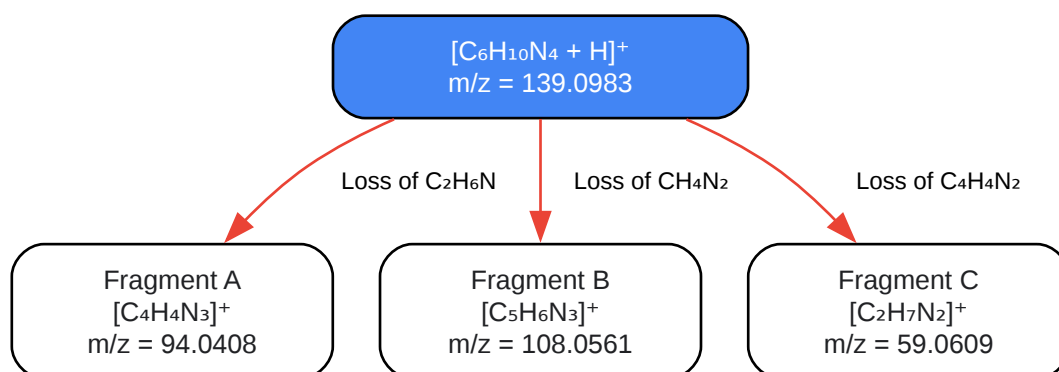 [C₆H₁₀N₄ + H]⁺
m/z = 139.0983
Loss of C₂H₆N
Loss of CH₄N₂
Loss of C₄H₄N₂
Fragment A
[C₄H₄N₃]⁺
m/z = 94.0408
Fragment B
[C₅H₆N₃]⁺
m/z = 108.0561
Fragment C
[C₂H₇N₂]⁺
m/z = 59.0609